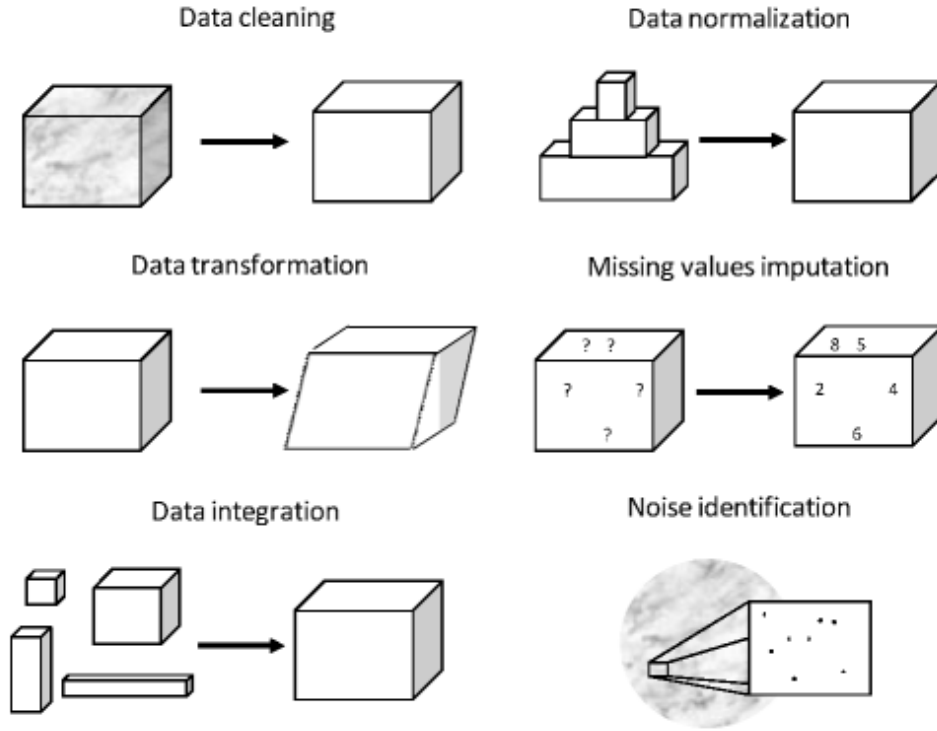 Data cleaning
Data normalization
Data transformation
Missing values imputation
? ?
? ?
?
8 5
2 4
6
Data integration
Noise identification